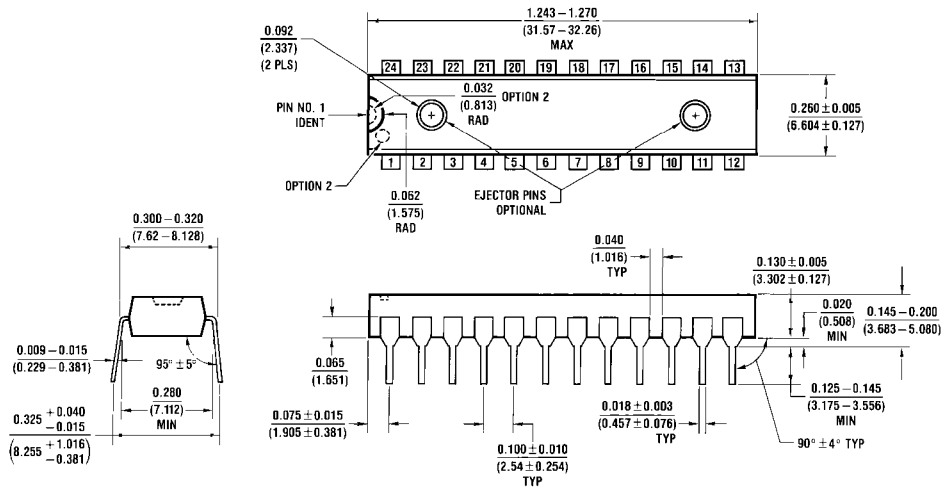 1.243 – 1.270
(31.57 – 32.26)
MAX
0.092
(2.337)
(2 PLS)
24 23 22 21 20 19 18 17 16 15 14 13
0.032
(0.813)
RAD
OPTION 2
PIN NO. 1
IDENT
0.260 ± 0.005
(6.604 ± 0.127)
1 2 3 4 5 6 7 8 9 10 11 12
OPTION 2
0.062
(1.575)
RAD
EJECTOR PINS
OPTIONAL
0.300 – 0.320
(7.62 – 8.128)
0.040
(1.016)
TYP
0.130 ± 0.005
(3.302 ± 0.127)
0.020
(0.508)
MIN
0.145 – 0.200
(3.683 – 5.080)
0.009 – 0.015
(0.229 – 0.381)
95° ± 5°
0.280
(7.112)
MIN
0.325 + 0.040
– 0.015
(8.255 + 1.016)
– 0.381
0.065
(1.651)
0.075 ± 0.015
(1.905 ± 0.381)
0.100 ± 0.010
(2.54 ± 0.254)
TYP
0.018 ± 0.003
(0.457 ± 0.076)
TYP
0.125 – 0.145
(3.175 – 3.556)
MIN
90° ± 4° TYP